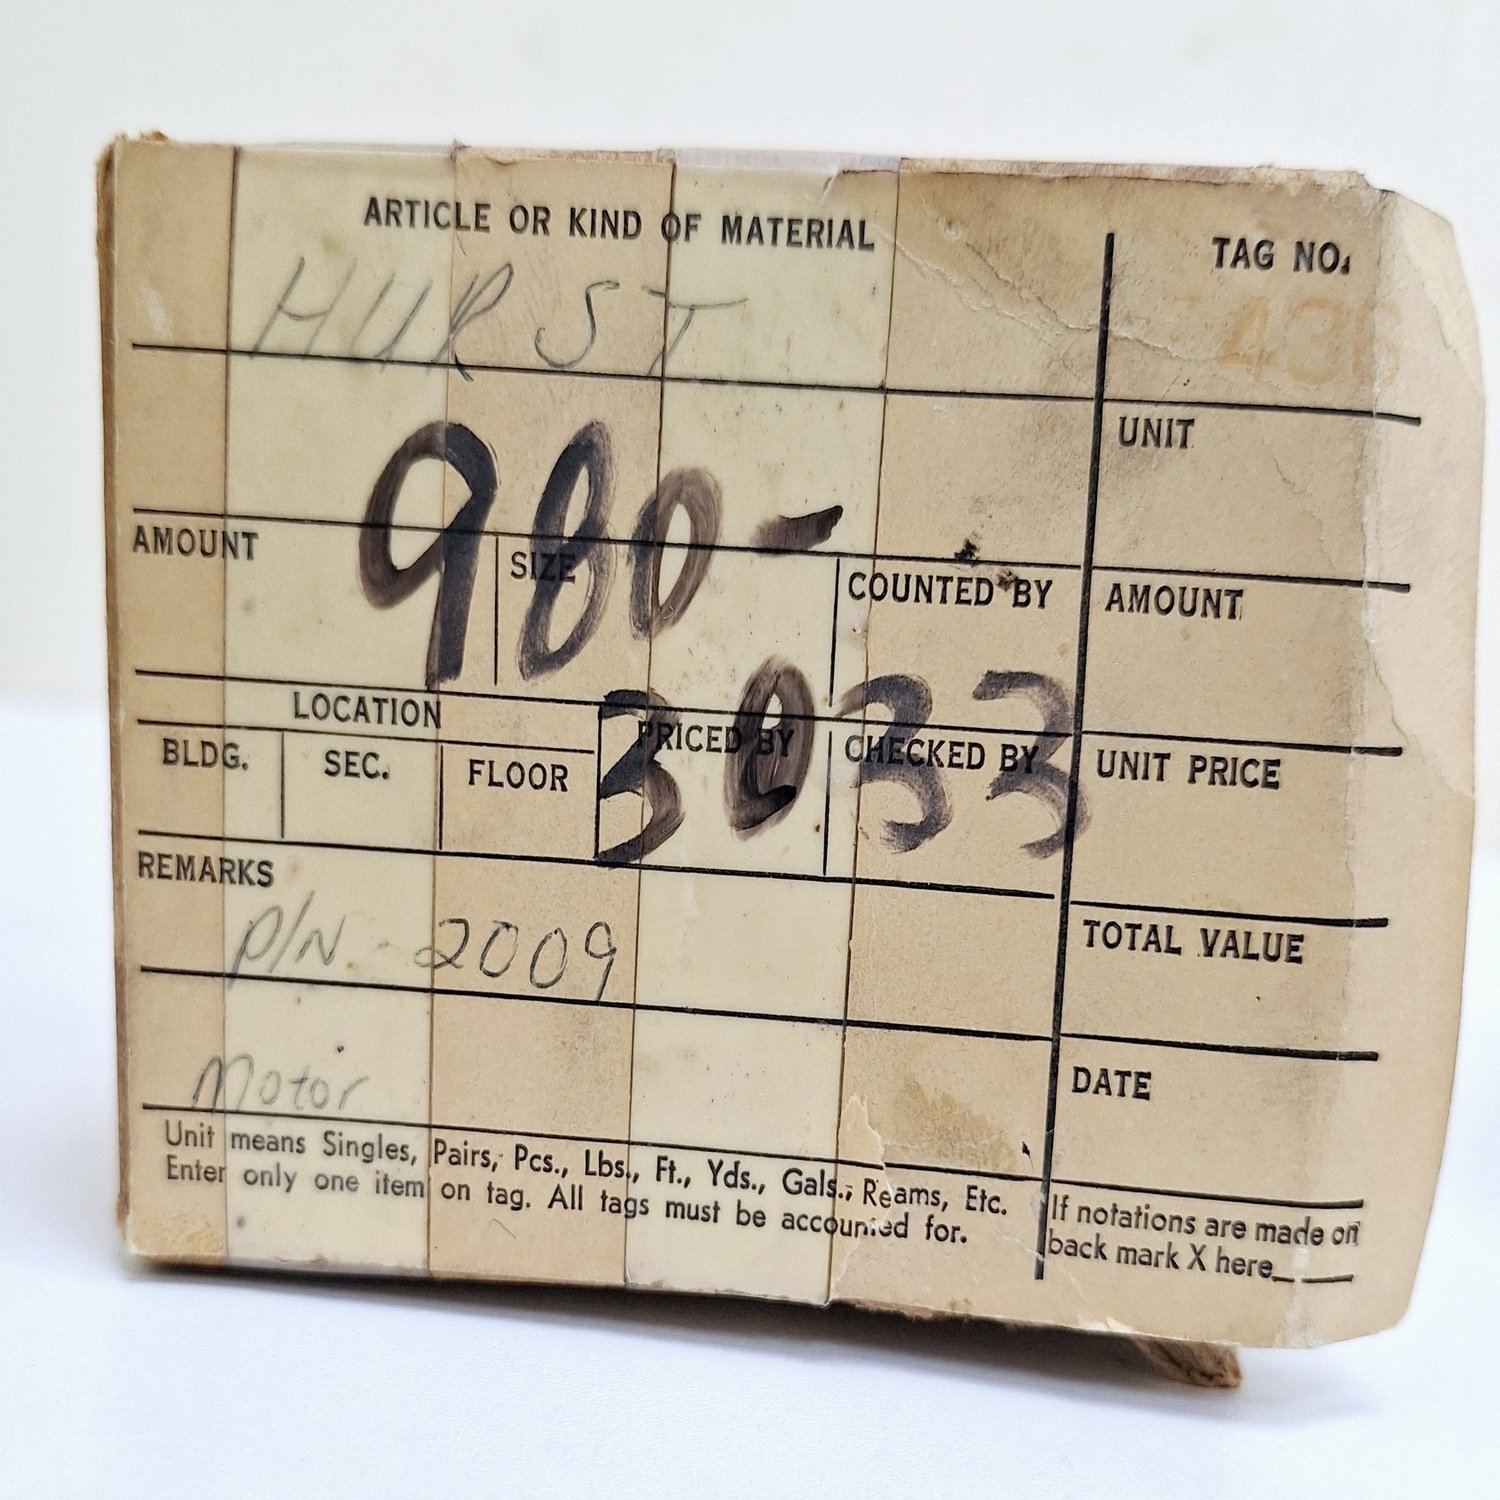 ARTICLE OR KIND OF MATERIAL
HURST
TAG NO.
436
UNIT
980-
AMOUNT
SIZE
COUNTED BY
AMOUNT
3033
LOCATION
BLDG.
SEC.
FLOOR
PRICED BY
CHECKED BY
UNIT PRICE
REMARKS
P/N 2009
TOTAL VALUE
Motor
DATE
Unit means Singles, Pairs, Pcs., Lbs., Ft., Yds., Gals., Reams, Etc.
Enter only one item on tag. All tags must be accounted for.
If notations are made on
back mark X here